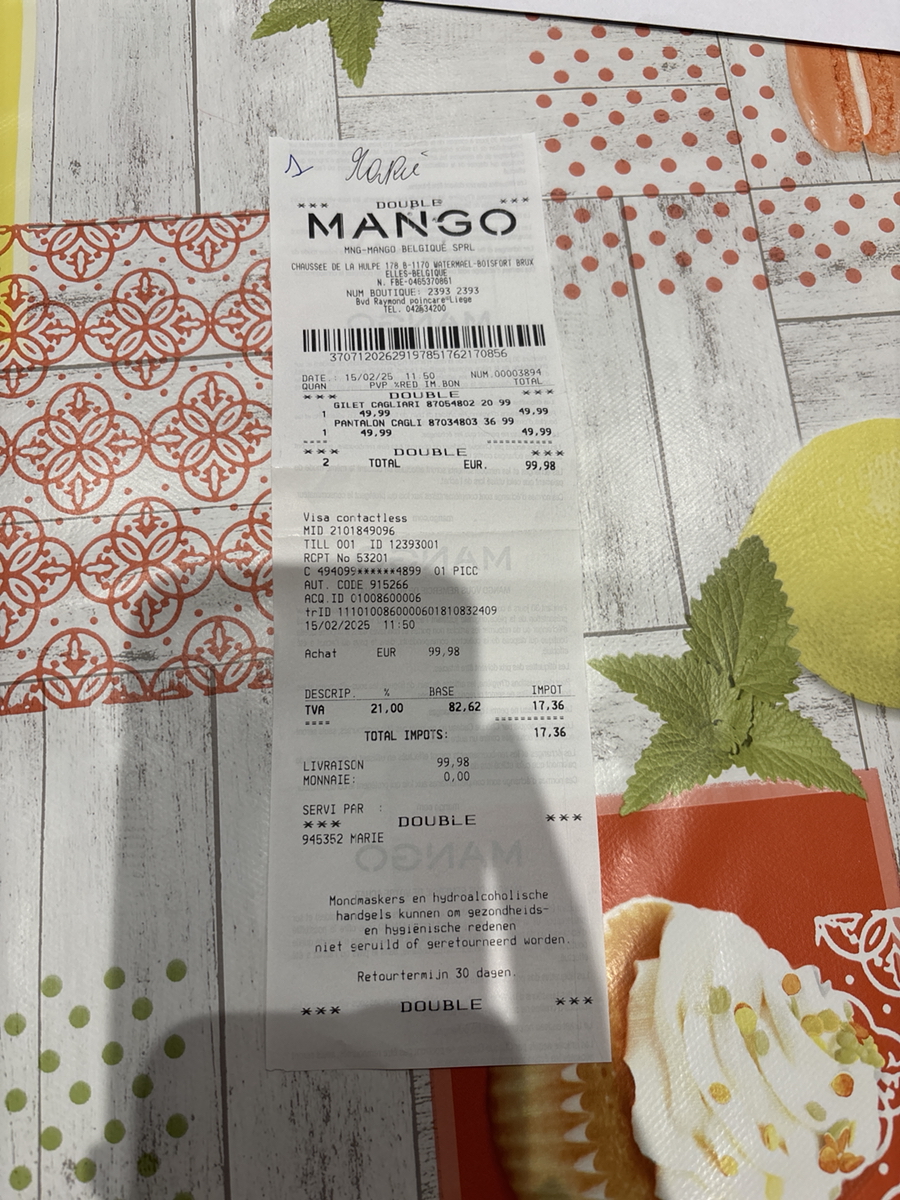 1 Marie
*** DOUBLE ***
MANGO
MNG-MANGO BELGIQUE SPRL
CHAUSSEE DE LA HULPE 178 B-1170 WATERMAEL-BOISFORT BRUX
ELLES-BELGIQUE
N. FBE-0465370861
NUM BOUTIQUE: 2393 2393
Bvd Raymond poincare-Liege
TEL. 042634200
37071202629197851762170856
DATE : 15/02/25 11 50 NUM.00003894
QUAN PVP %RED IM.BON TOTAL
*** DOUBLE ***
GILET CAGLIARI 87054802 20 99
1 49,99 49,99
PANTALON CAGLI 87034803 36 99
1 49,99 49,99
==== ===========
*** DOUBLE ***
2 TOTAL EUR. 99,98
Visa contactless
MID 2101849096
TILL 001 ID 12393001
RCPT No 53201
C 494099******4899 01 PICC
AUT. CODE 915266
ACQ.ID 01008600006
trID 1110100860000601810832409
15/02/2025 11:50
Achat EUR 99,98
DESCRIP. % BASE IMPOT
TVA 21,00 82,62 17,36
==== ===========
TOTAL IMPOTS: 17,36
LIVRAISON 99,98
MONNAIE: 0,00
SERVI PAR :
*** DOUBLE ***
945352 MARIE
Mondmaskers en hydroalcoholische
handgels kunnen om gezondheids-
en hygiënische redenen
niet geruild of geretourneerd worden.
Retourtermijn 30 dagen.
*** DOUBLE ***